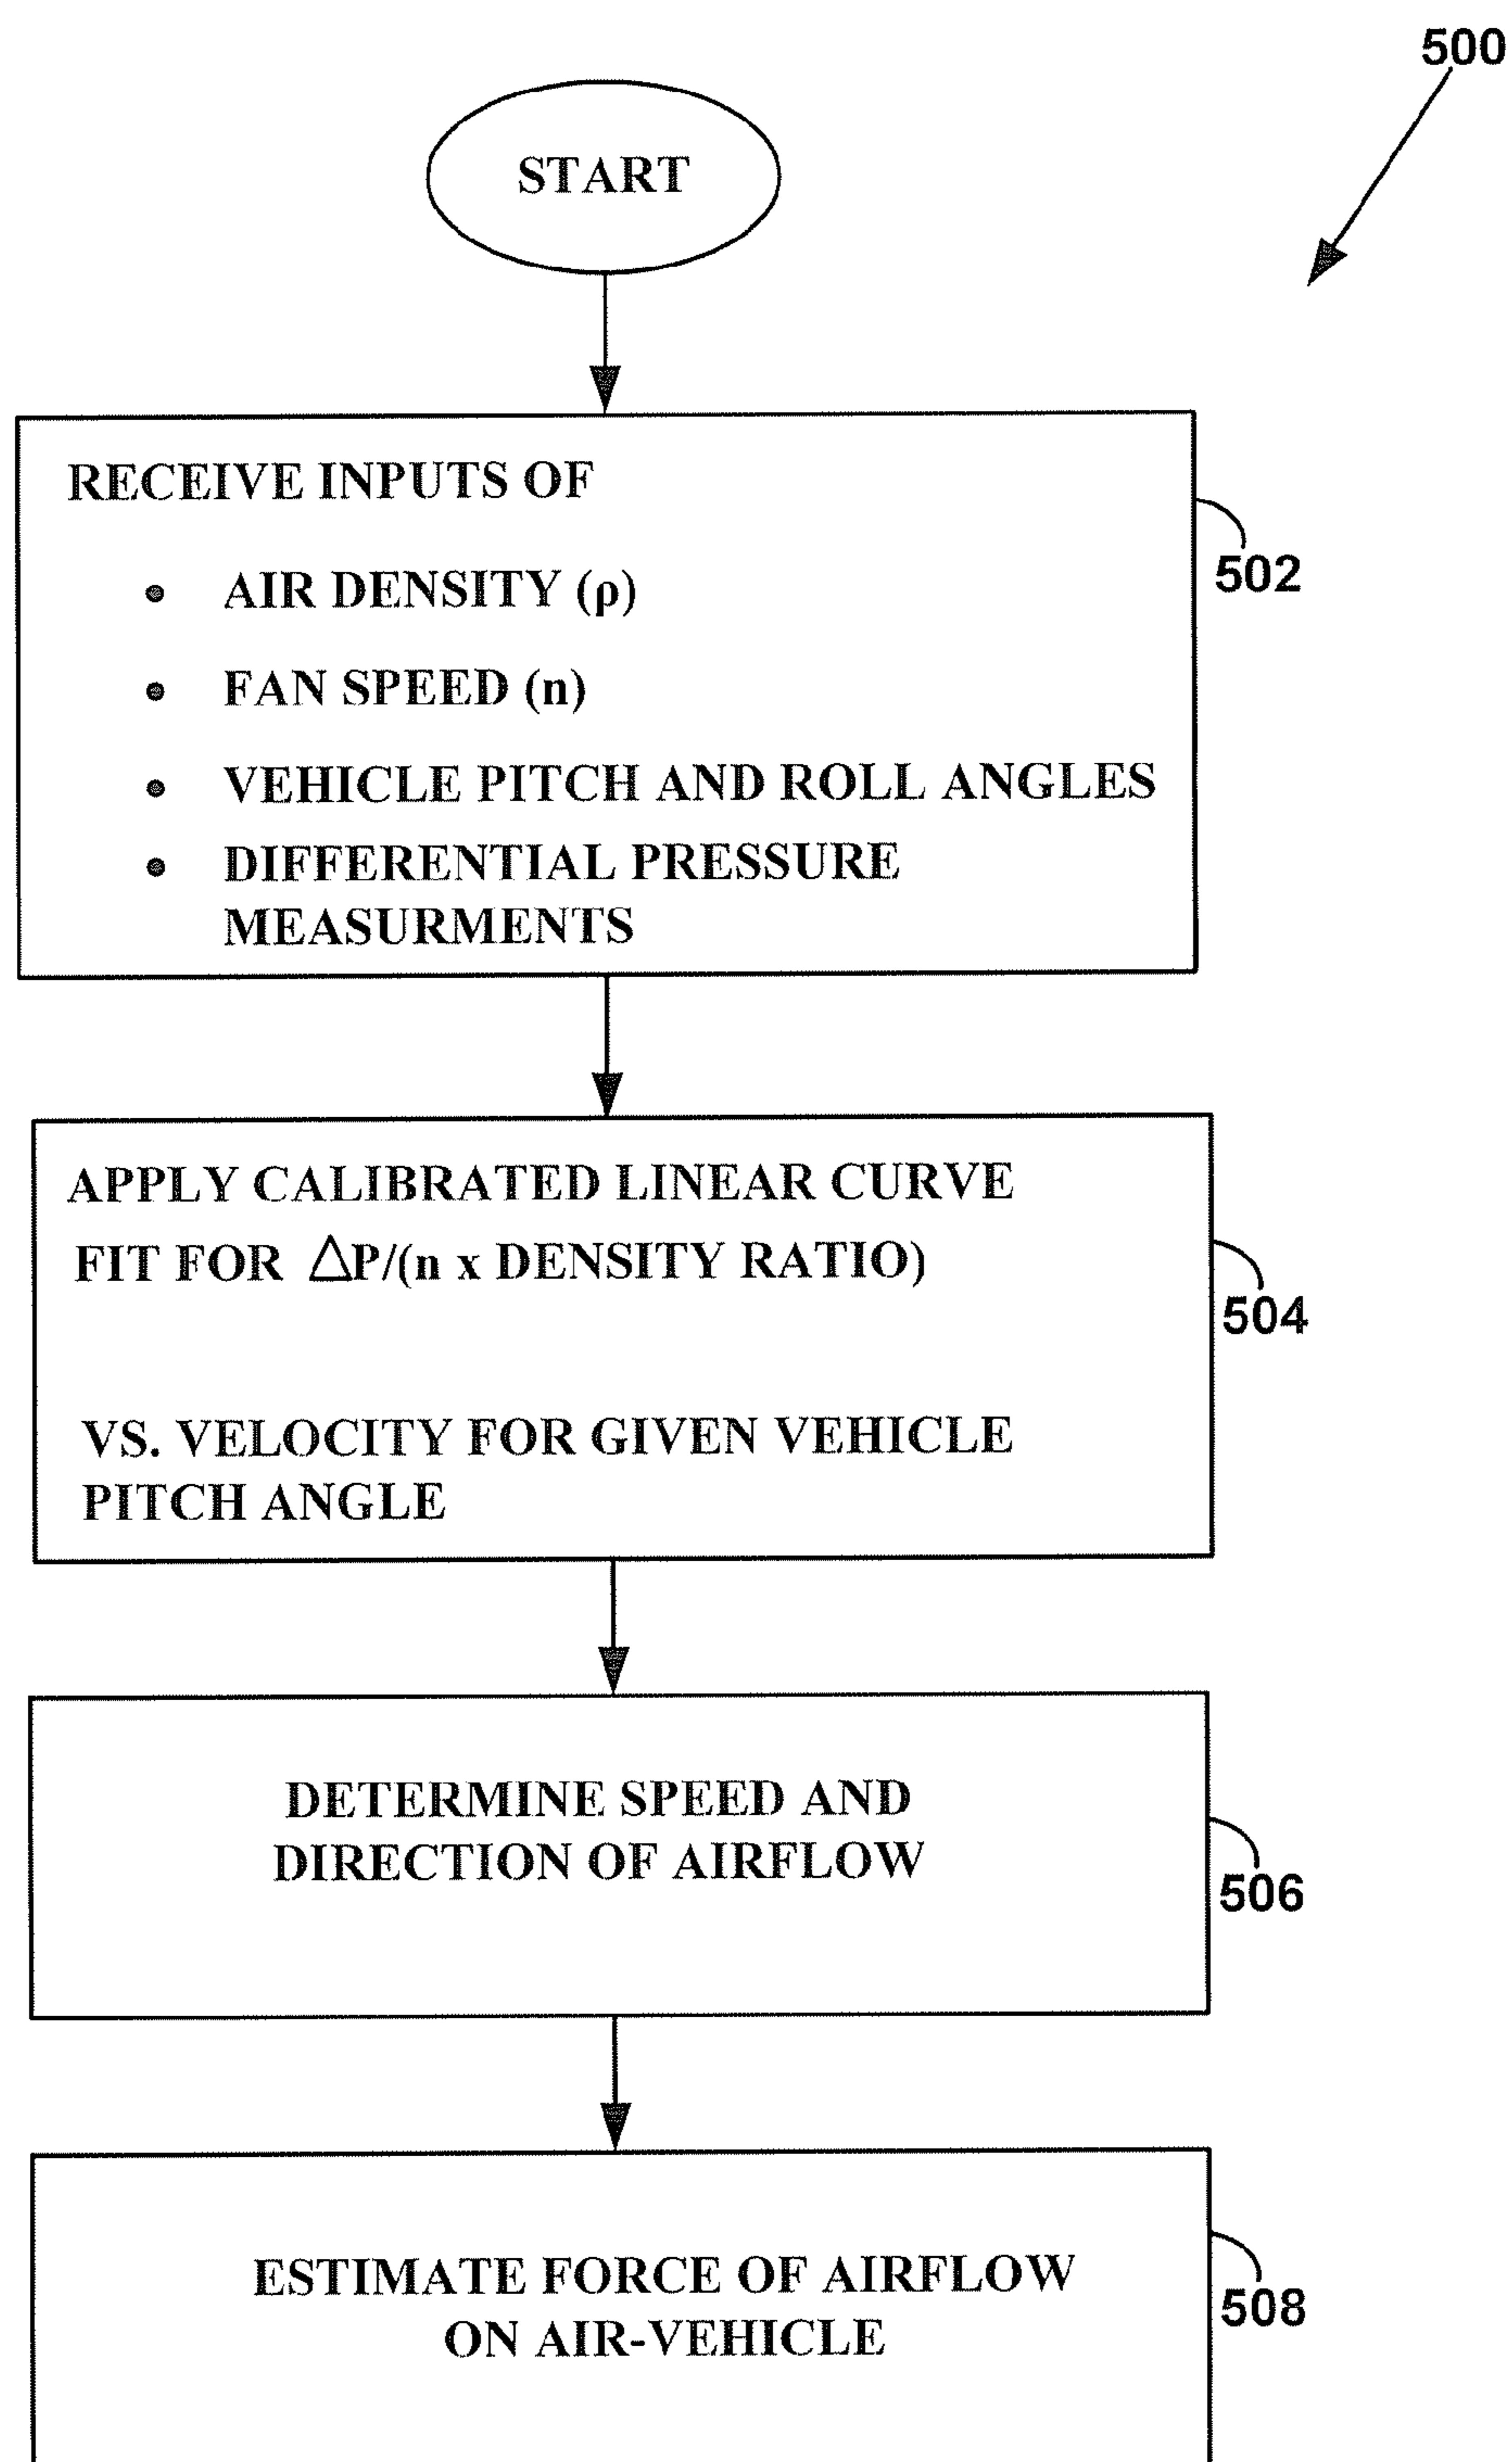 500
START
RECEIVE INPUTS OF
• AIR DENSITY (ρ)
• FAN SPEED (n)
• VEHICLE PITCH AND ROLL ANGLES
• DIFFERENTIAL PRESSURE
MEASURMENTS
502
APPLY CALIBRATED LINEAR CURVE
FIT FOR △P/(n x DENSITY RATIO)
VS. VELOCITY FOR GIVEN VEHICLE
PITCH ANGLE
504
DETERMINE SPEED AND
DIRECTION OF AIRFLOW
506
ESTIMATE FORCE OF AIRFLOW
ON AIR-VEHICLE
508